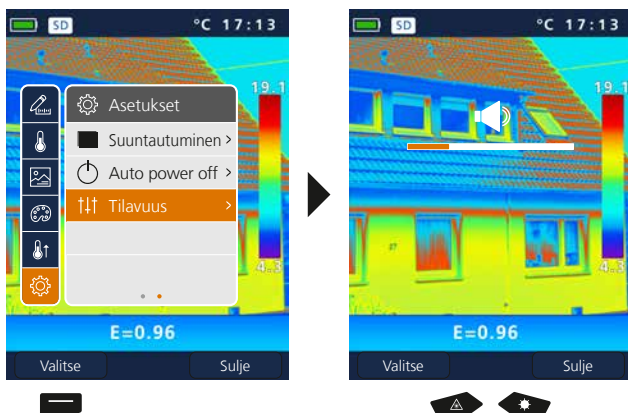 SD °C 17:13
19.1
Asetukset
Suuntautuminen >
Auto power off >
Tilavuus >
4.3
E=0.96
Valitse Sulje
SD °C 17:13
19.1
27
4.3
E=0.96
Valitse Sulje